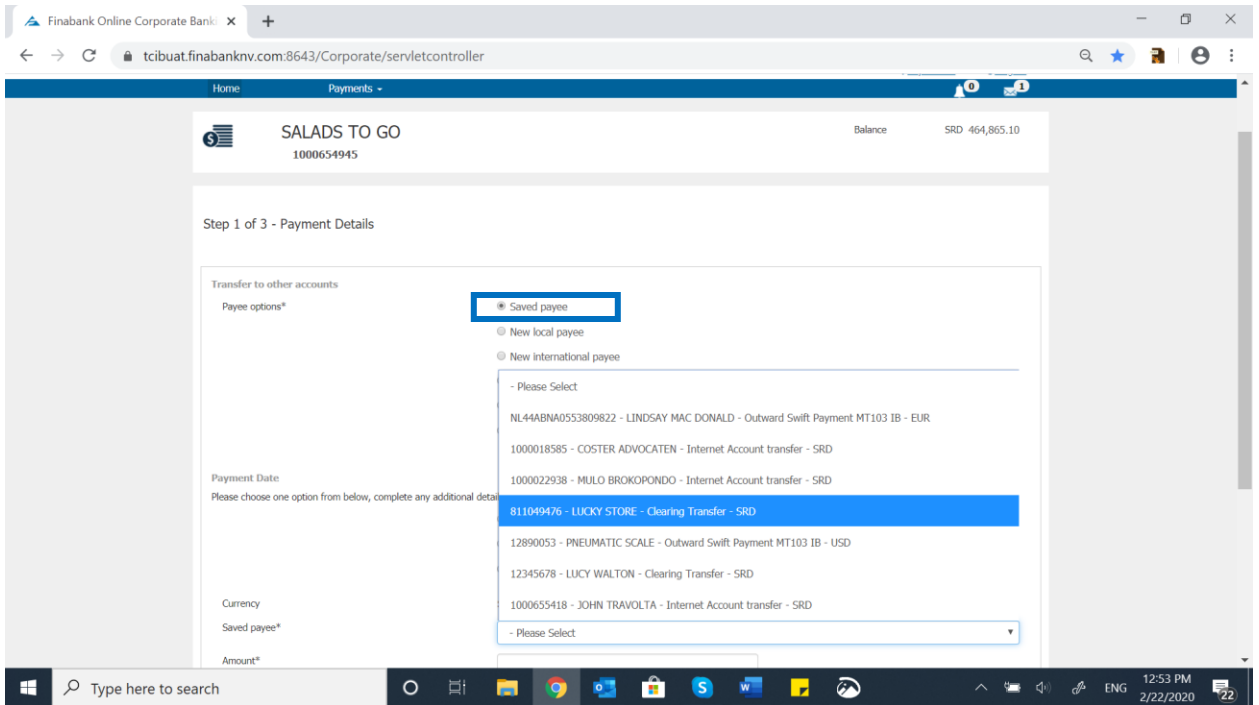 Finabank Online Corporate Bank
tcibuat.finabanknv.com:8643/Corporate/servletcontroller
Home Payments 0 1
SALADS TO GO Balance SRD 464,865.10
1000654945
Step 1 of 3 - Payment Details
Transfer to other accounts
Payee options* Saved payee
New local payee
New international payee
- Please Select
NL44ABNA0553809822 - LINDSAY MAC DONALD - Outward Swift Payment MT103 IB - EUR
1000018585 - COSTER ADVOCATEN - Internet Account transfer - SRD
Payment Date
1000022938 - MULO BROKOPONDO - Internet Account transfer - SRD
Please choose one option from below, complete any additional detail
811049476 - LUCKY STORE - Clearing Transfer - SRD
12890053 - PNEUMATIC SCALE - Outward Swift Payment MT103 IB - USD
12345678 - LUCY WALTON - Clearing Transfer - SRD
Currency 1000655418 - JOHN TRAVOLTA - Internet Account transfer - SRD
Saved payee* - Please Select
Amount*
Type here to search
ENG
12:53 PM
2/22/2020
22